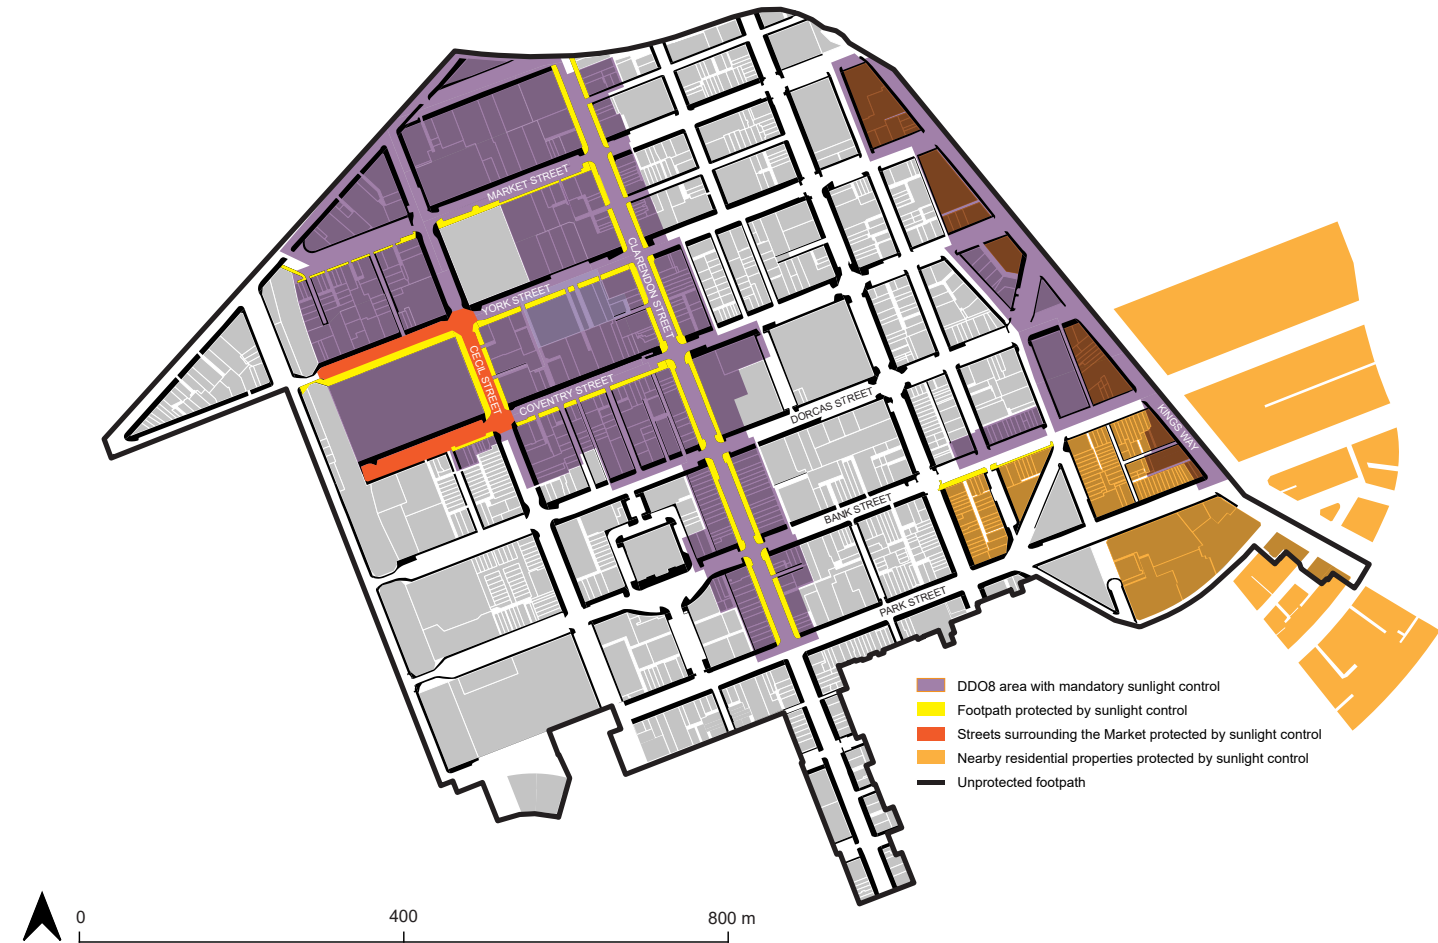 MARKET STREET
CLARENDON STREET
YORK STREET
CECIL STREET
COVENTRY STREET
DORCAS STREET
KINGS WAY
BANK STREET
PARK STREET
DDO8 area with mandatory sunlight control
Footpath protected by sunlight control
Streets surrounding the Market protected by sunlight control
Nearby residential properties protected by sunlight control
Unprotected footpath
0 400 800 m